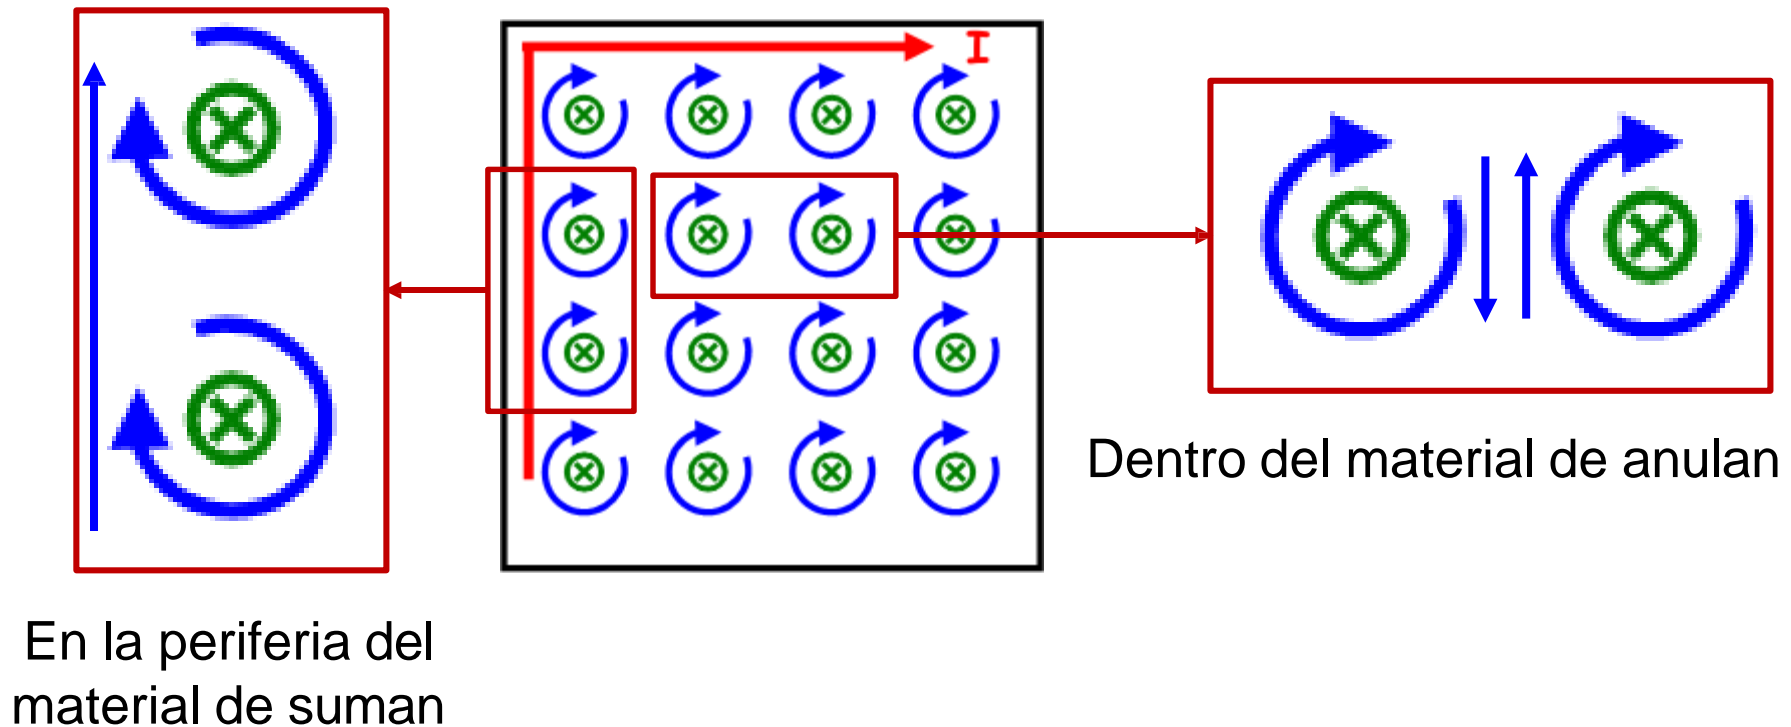 I
Dentro del material de anulan
En la periferia del
material de suman